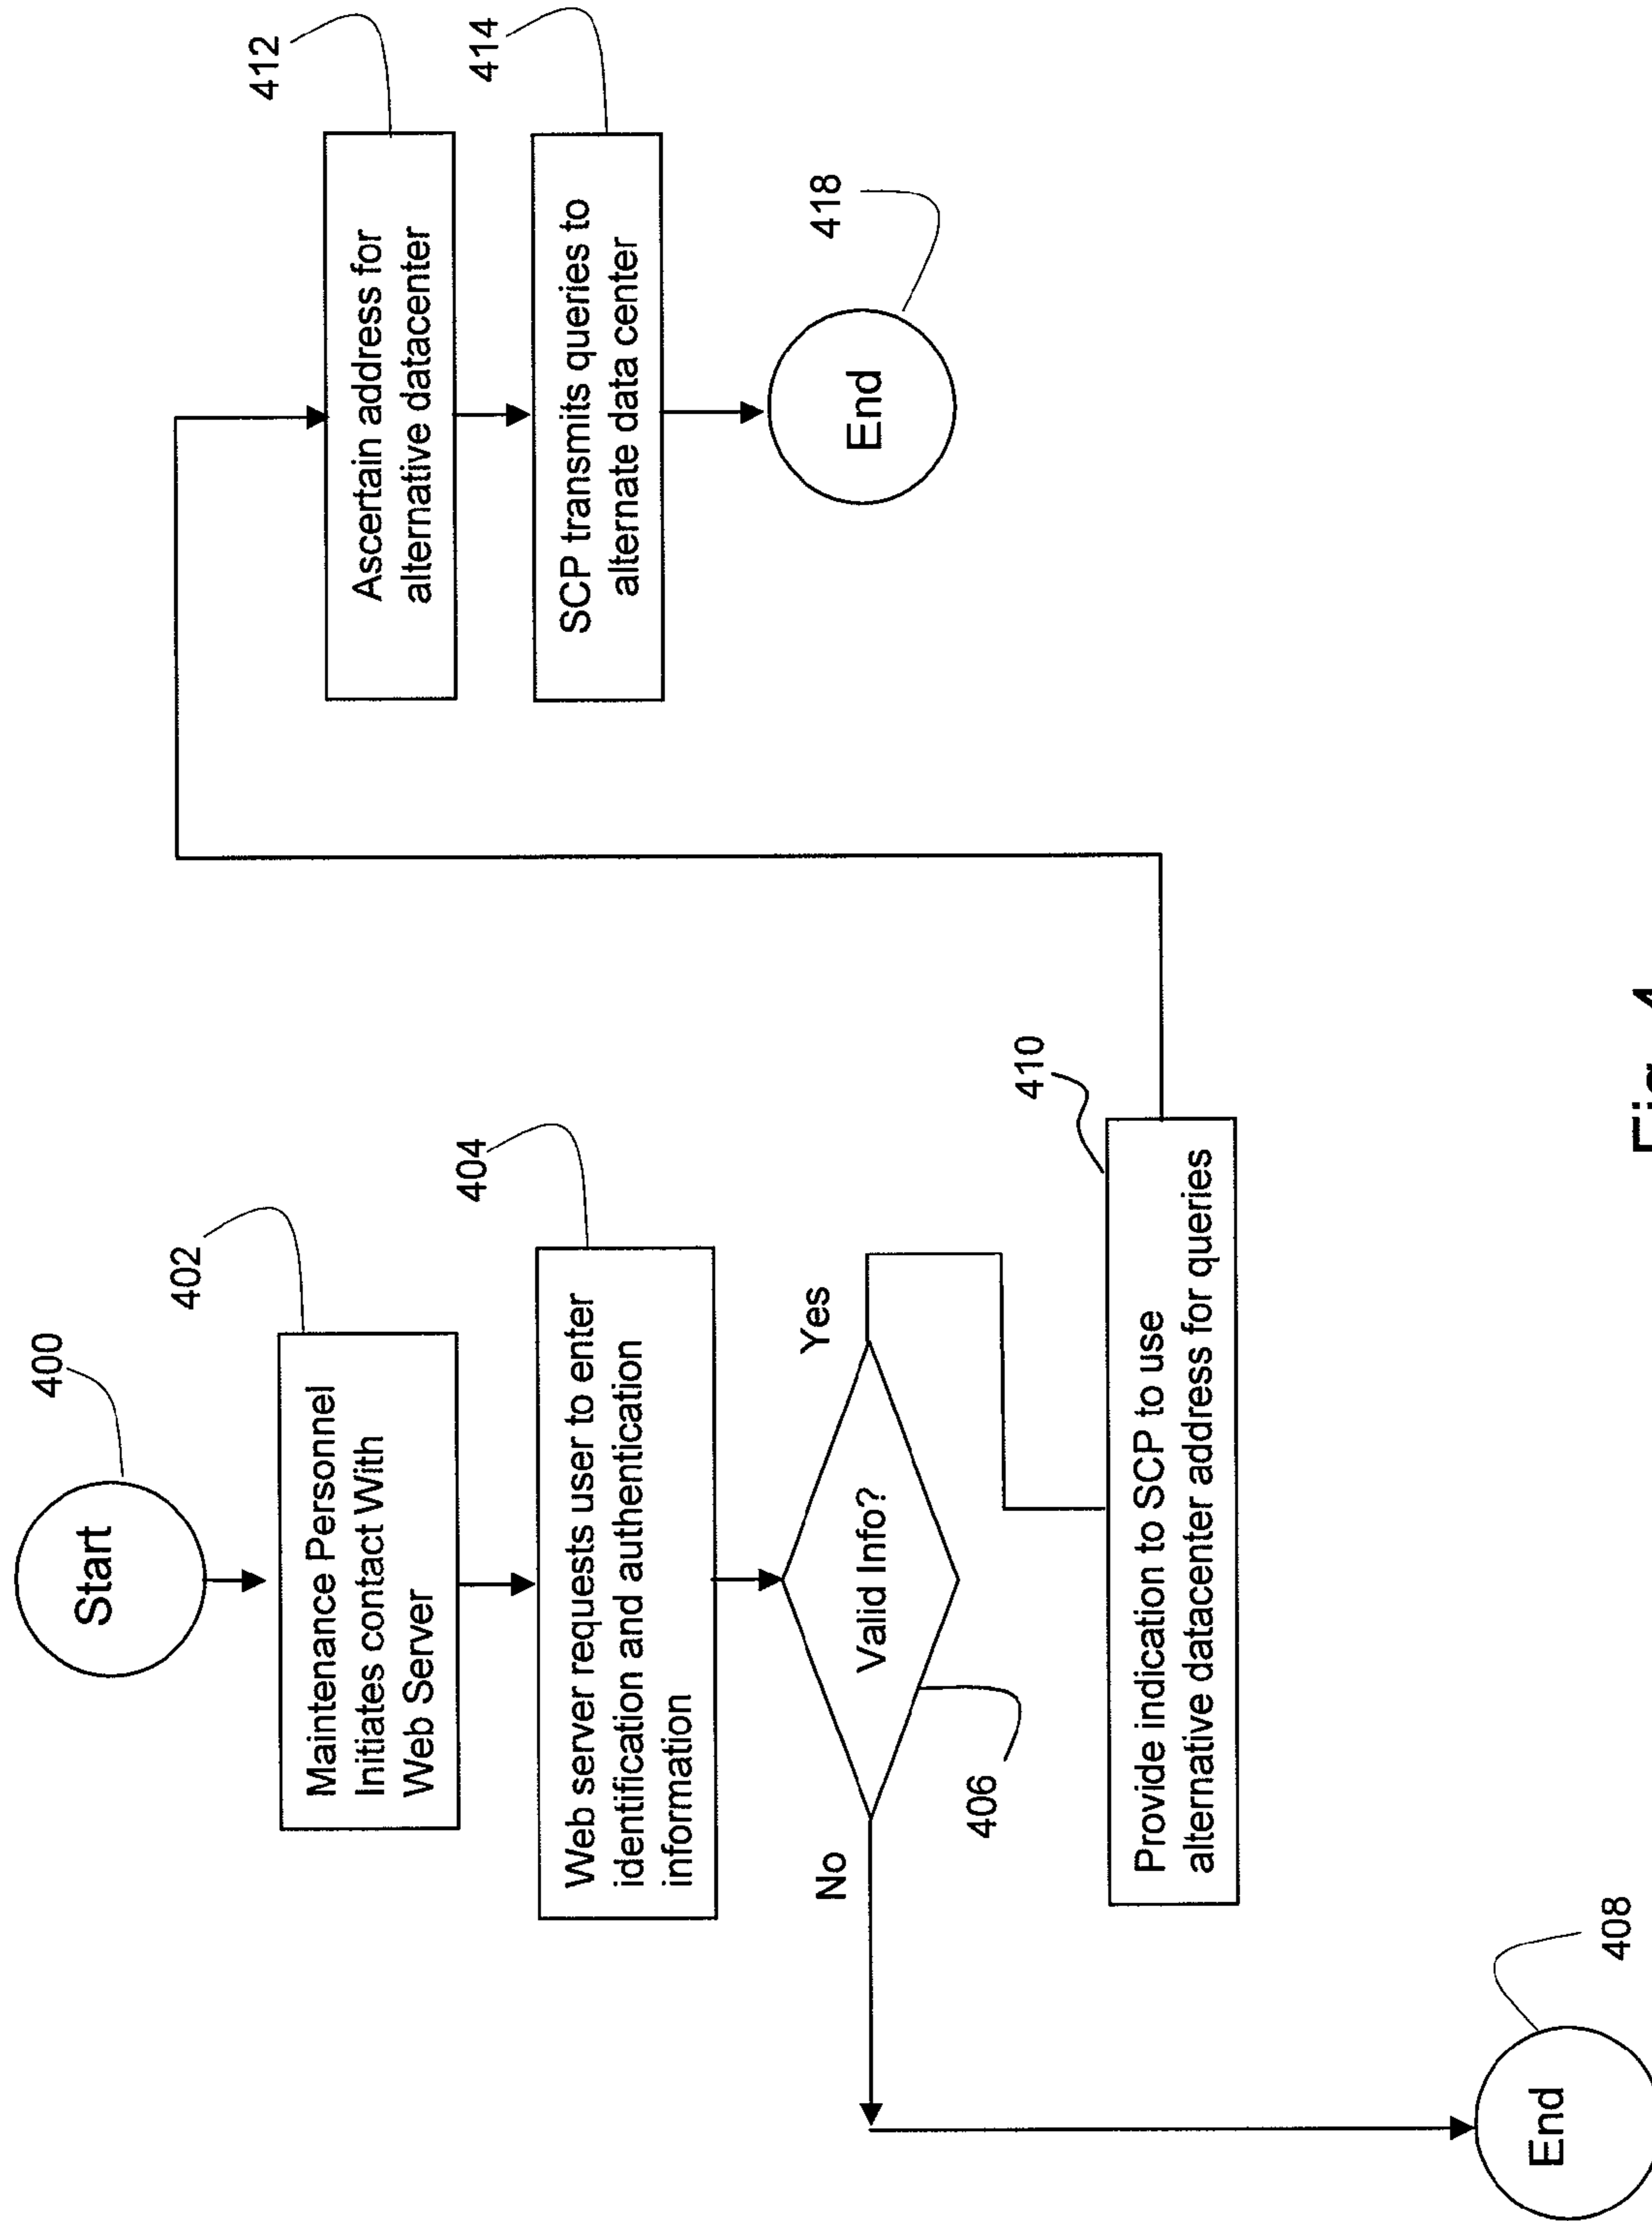 400
Start
402
Maintenance Personnel
Initiates contact With
Web Server
404
Web server requests user to enter
identification and authentication
information
Valid Info?
Yes
No
406
410
Provide indication to SCP to use
alternative datacenter address for queries
408
End
412
Ascertain address for
alternative datacenter
414
SCP transmits queries to
alternate data center
418
End